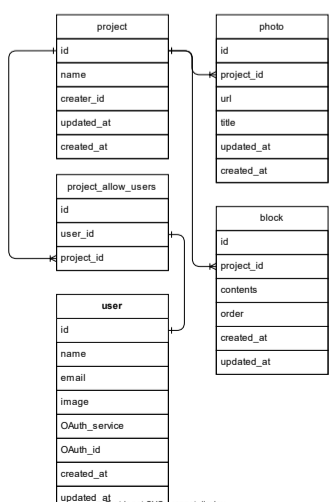 project
id
name
creater_id
updated_at
created_at
photo
id
project_id
url
title
updated_at
created_at
project_allow_users
id
user_id
project_id
block
id
project_id
contents
order
created_at
updated_at
user
id
name
email
image
OAuth_service
OAuth_id
created_at
updated_at